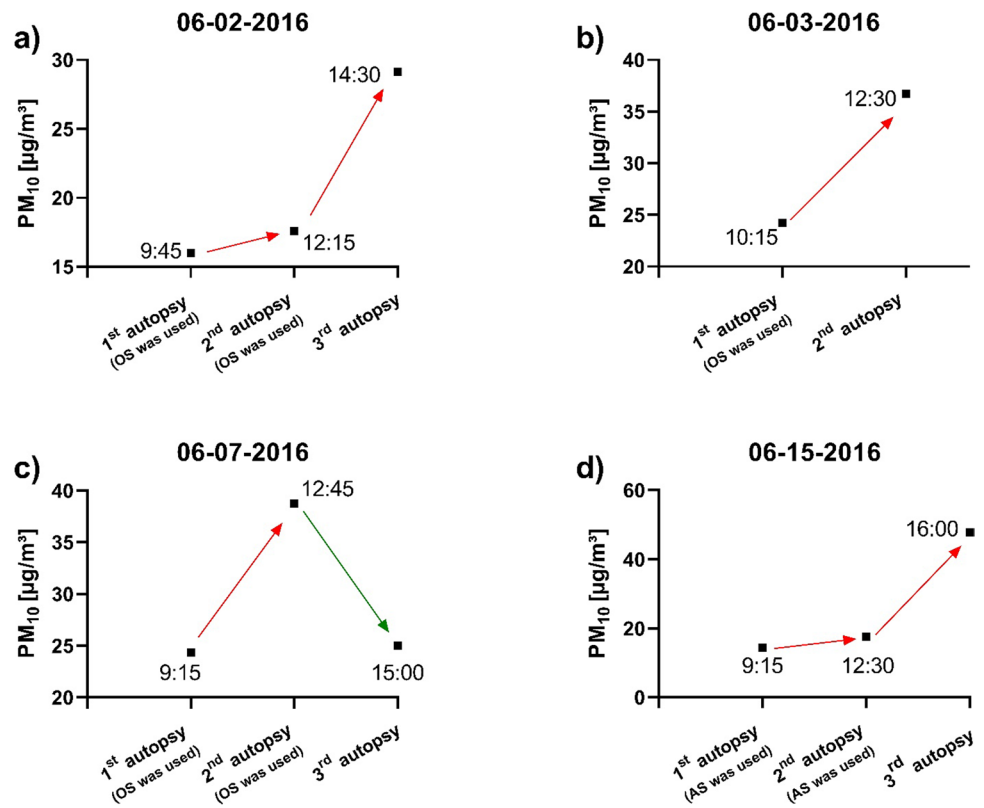 a)
06-02-2016
PM₁₀ [µg/m³]
30
25
20
15
9:45
12:15
14:30
1st autopsy
(OS was used)
2nd autopsy
(OS was used)
3rd autopsy
b)
06-03-2016
PM₁₀ [µg/m³]
40
35
30
25
20
10:15
12:30
1st autopsy
(OS was used)
2nd autopsy
c)
06-07-2016
PM₁₀ [µg/m³]
40
35
30
25
20
9:15
12:45
15:00
1st autopsy
(OS was used)
2nd autopsy
(OS was used)
3rd autopsy
d)
06-15-2016
PM₁₀ [µg/m³]
60
40
20
0
9:15
12:30
16:00
1st autopsy
(AS was used)
2nd autopsy
(AS was used)
3rd autopsy